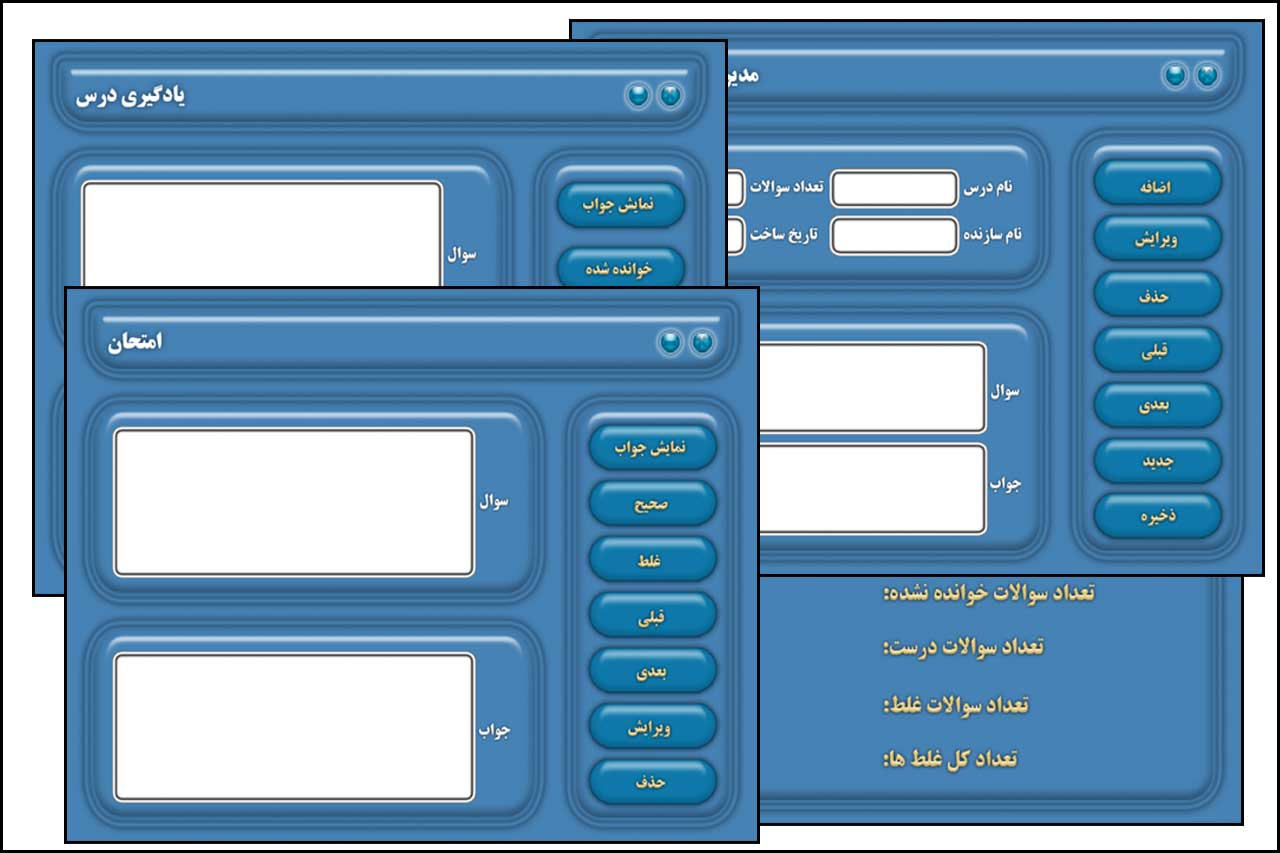 یادگیری درس
نمایش جواب
خوانده شده
سوال
نام درس
تعداد سوالات
نام سازنده
تاریخ ساخت
سوال
جواب
اضافه
ویرایش
حذف
قبلی
بعدی
جدید
ذخیره
امتحان
نمایش جواب
صحیح
غلط
قبلی
بعدی
ویرایش
حذف
سوال
جواب
تعداد سوالات خوانده نشده:
تعداد سوالات درست:
تعداد سوالات غلط:
تعداد کل غلط ها: